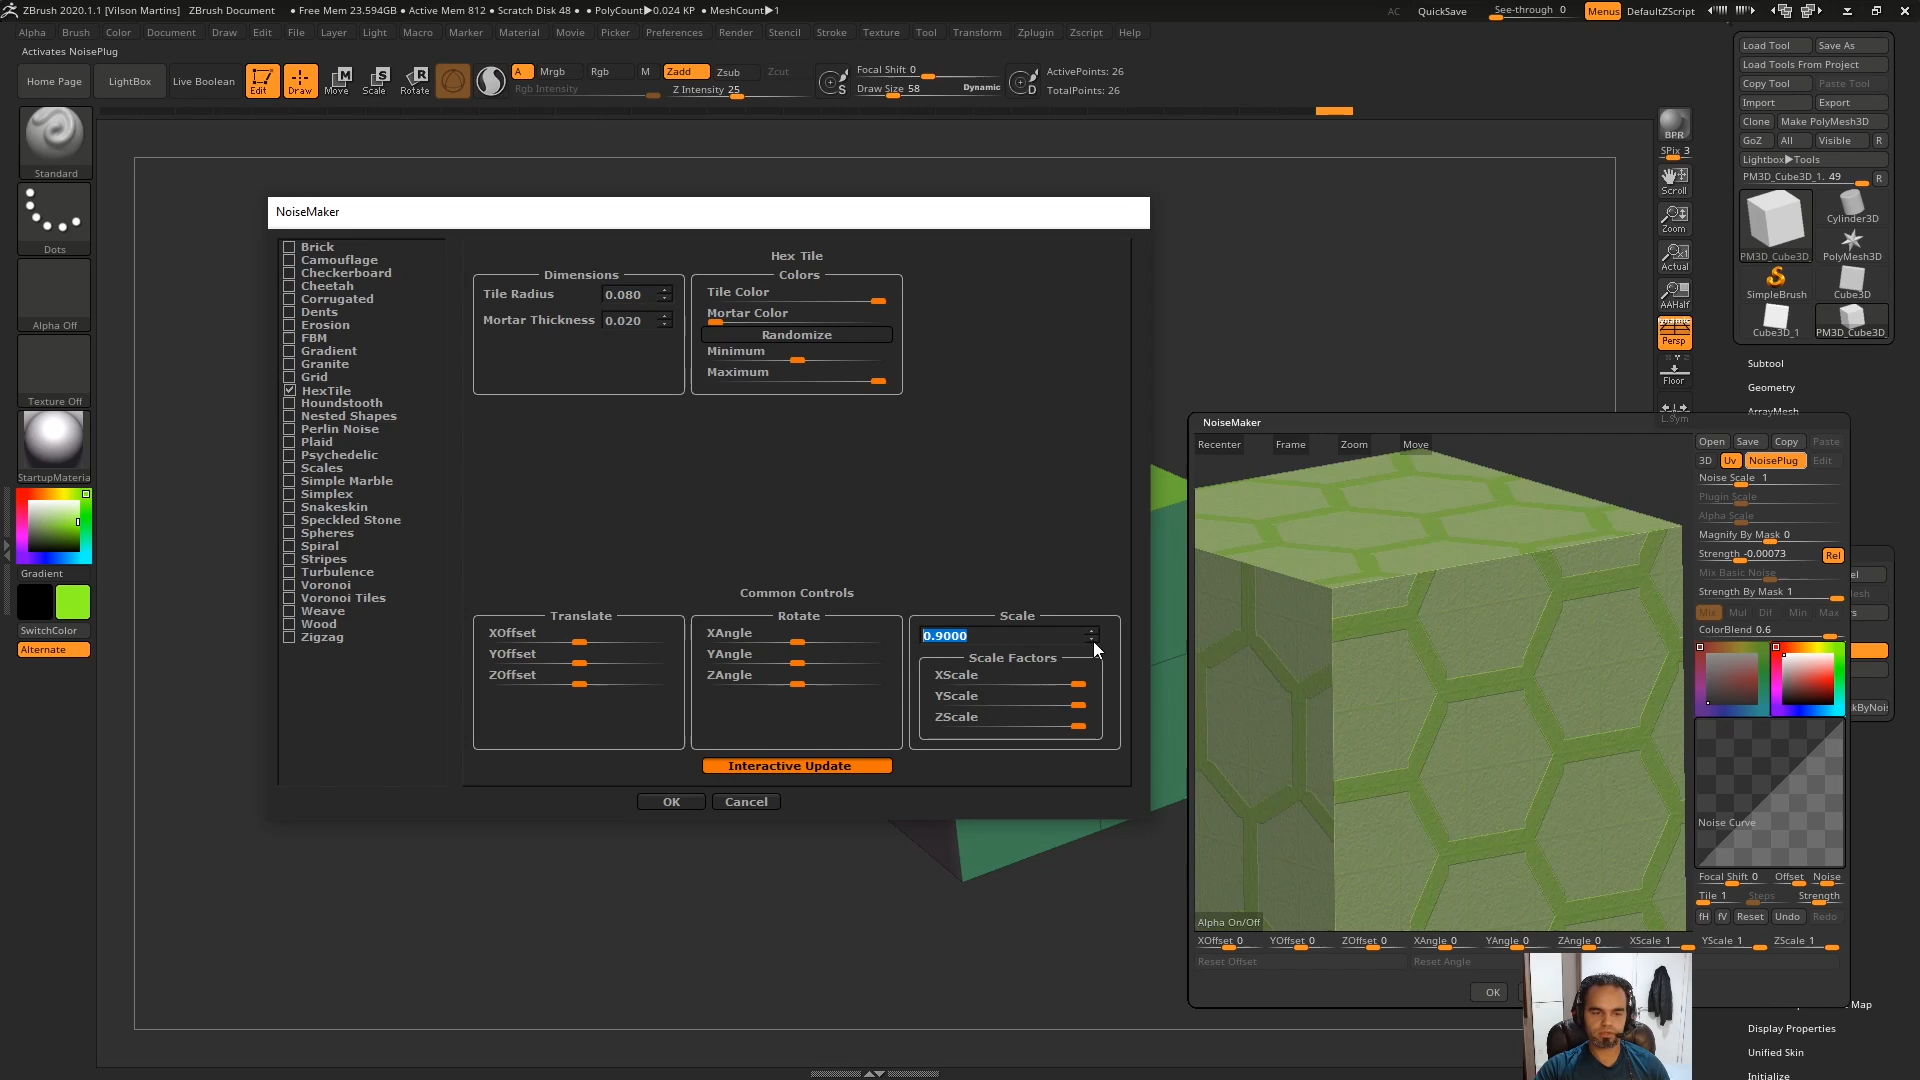 ZBrush 2020.1.1 [Vilson Martins] ZBrush Document • Free Mem 23.594GB • Active Mem 812 • Scratch Disk 48 • • PolyCount▶0.024 KP • MeshCount▶1 AC QuickSave See-through 0 Menus DefaultZScript
Alpha Brush Color Document Draw Edit File Layer Light Macro Marker Material Movie Picker Preferences Render Stencil Stroke Texture Tool Transform Zplugin Zscript Help
Activates NoisePlug
Home Page LightBox Live Boolean Edit Draw Move Scale Rotate A Mrgb Rgb M Zadd Zsub Zcut Focal Shift 0 ActivePoints: 26
Rgb Intensity Z Intensity 25 Draw Size 58 Dynamic TotalPoints: 26
S D
Load Tool Save As
Load Tools From Project
Copy Tool Paste Tool
Import Export
Clone Make PolyMesh3D
GoZ All Visible R
Lightbox▶Tools
PM3D_Cube3D_1. 49 R
PM3D_Cube3D_ Cylinder3D
PolyMesh3D
SimpleBrush Cube3D
Cube3D_1 PM3D_Cube3D_
Subtool
Geometry
ArrayMesh
BPR
SPix 3
Scroll
Zoom
Actual
AAHalf
Dynamic
Persp
Floor
L.Sym
Standard
Dots
Alpha Off
Texture Off
StartupMateria
Gradient
SwitchColor
Alternate
NoiseMaker
Brick
Camouflage
Checkerboard
Cheetah
Corrugated
Dents
Erosion
FBM
Gradient
Granite
Grid
HexTile
Houndstooth
Nested Shapes
Perlin Noise
Plaid
Psychedelic
Scales
Simple Marble
Simplex
Snakeskin
Speckled Stone
Spheres
Spiral
Stripes
Turbulence
Voronoi
Voronoi Tiles
Weave
Wood
Zigzag
Hex Tile
Dimensions
Tile Radius 0.080
Mortar Thickness 0.020
Colors
Tile Color
Mortar Color
Randomize
Minimum
Maximum
Common Controls
Translate
XOffset
YOffset
ZOffset
Rotate
XAngle
YAngle
ZAngle
Scale
0.9000
Scale Factors
XScale
YScale
ZScale
Interactive Update
OK Cancel
NoiseMaker
Recenter Frame Zoom Move
Open Save Copy Paste
3D Uv NoisePlug Edit
Noise Scale 1
Plugin Scale
Alpha Scale
Magnify By Mask 0
Strength -0.00073 Rel
Mix Basic Noise
Strength By Mask 1
Mix Mul Dif Min Max
ColorBlend 0.6
Noise Curve
Focal Shift 0 Offset Noise
Tile 1 Steps Strength
fH fV Reset Undo Redo
Alpha On/Off
XOffset 0 YOffset 0 ZOffset 0 XAngle 0 YAngle 0 ZAngle 0 XScale 1 YScale 1 ZScale 1
Reset Offset Reset Angle
OK
el
esh
rs
kByNois
Map
Display Properties
Unified Skin
Initialize